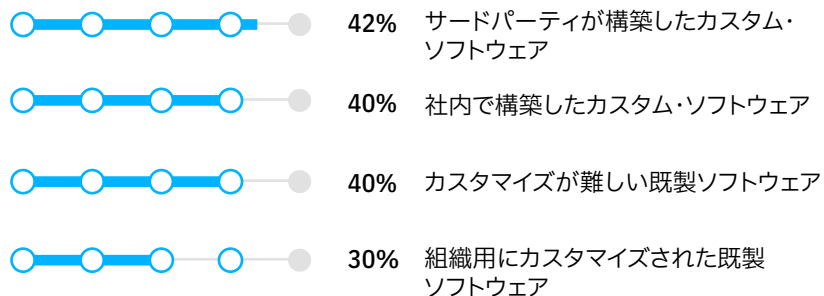 42% サードパーティが構築したカスタム・
ソフトウェア
40% 社内で構築したカスタム・ソフトウェア
40% カスタマイズが難しい既製ソフトウェア
30% 組織用にカスタマイズされた既製
ソフトウェア